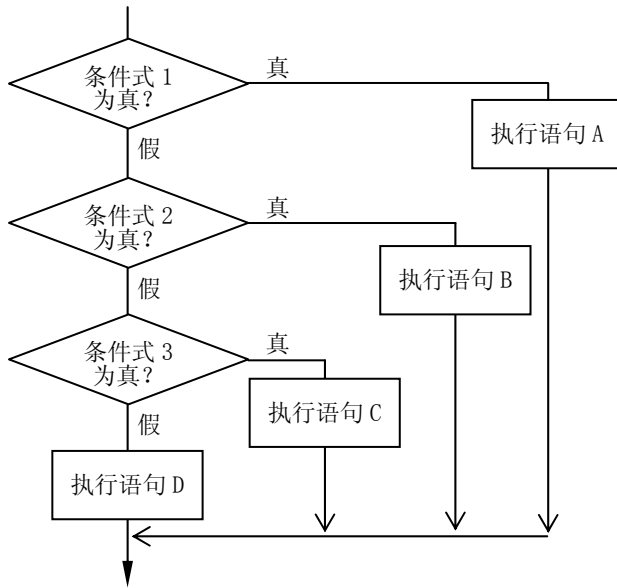 条件式 1
为真?
真
执行语句 A
假
条件式 2
为真?
真
执行语句 B
假
条件式 3
为真?
真
执行语句 C
假
执行语句 D